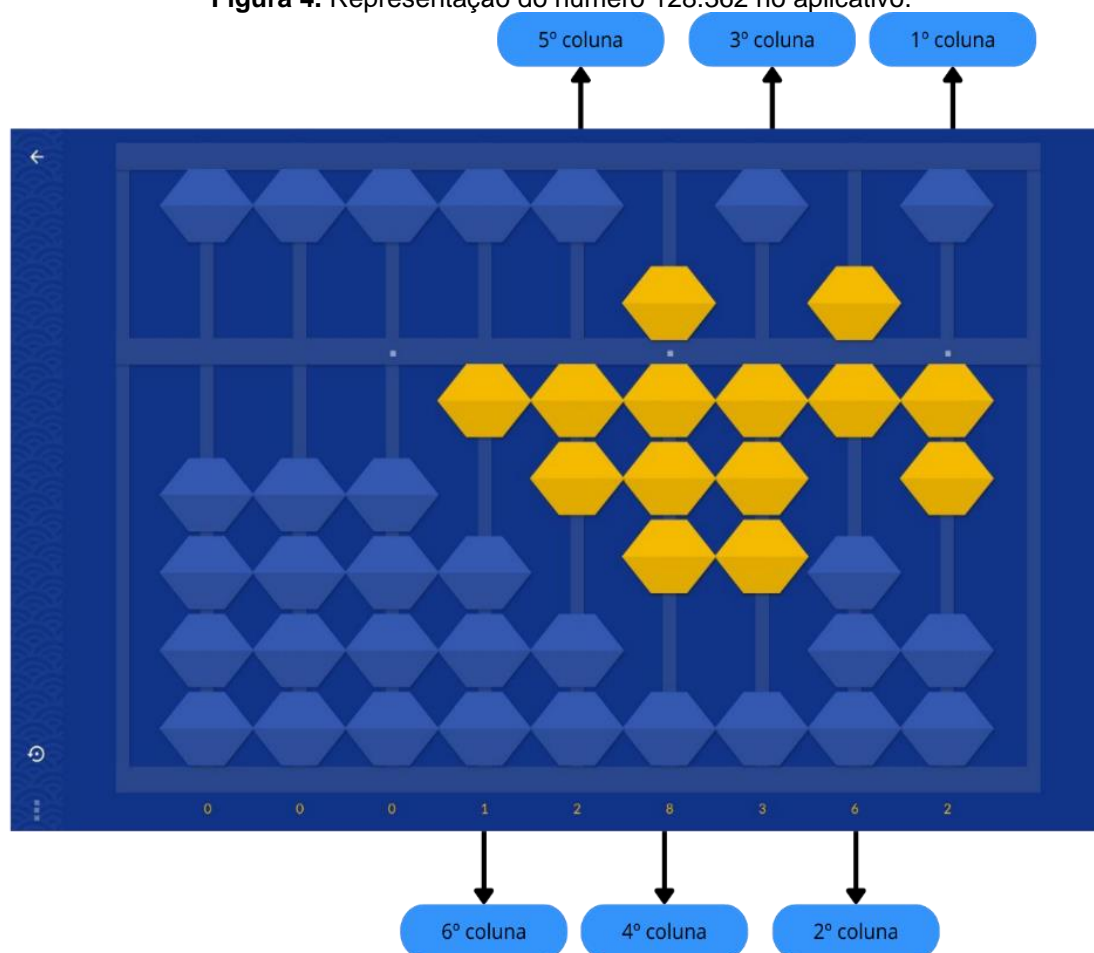 Figura 4. Representação do número 128.362 no aplicativo.
5º coluna 3º coluna 1º coluna
0 0 0 1 2 8 3 6 2
6º coluna 4º coluna 2º coluna